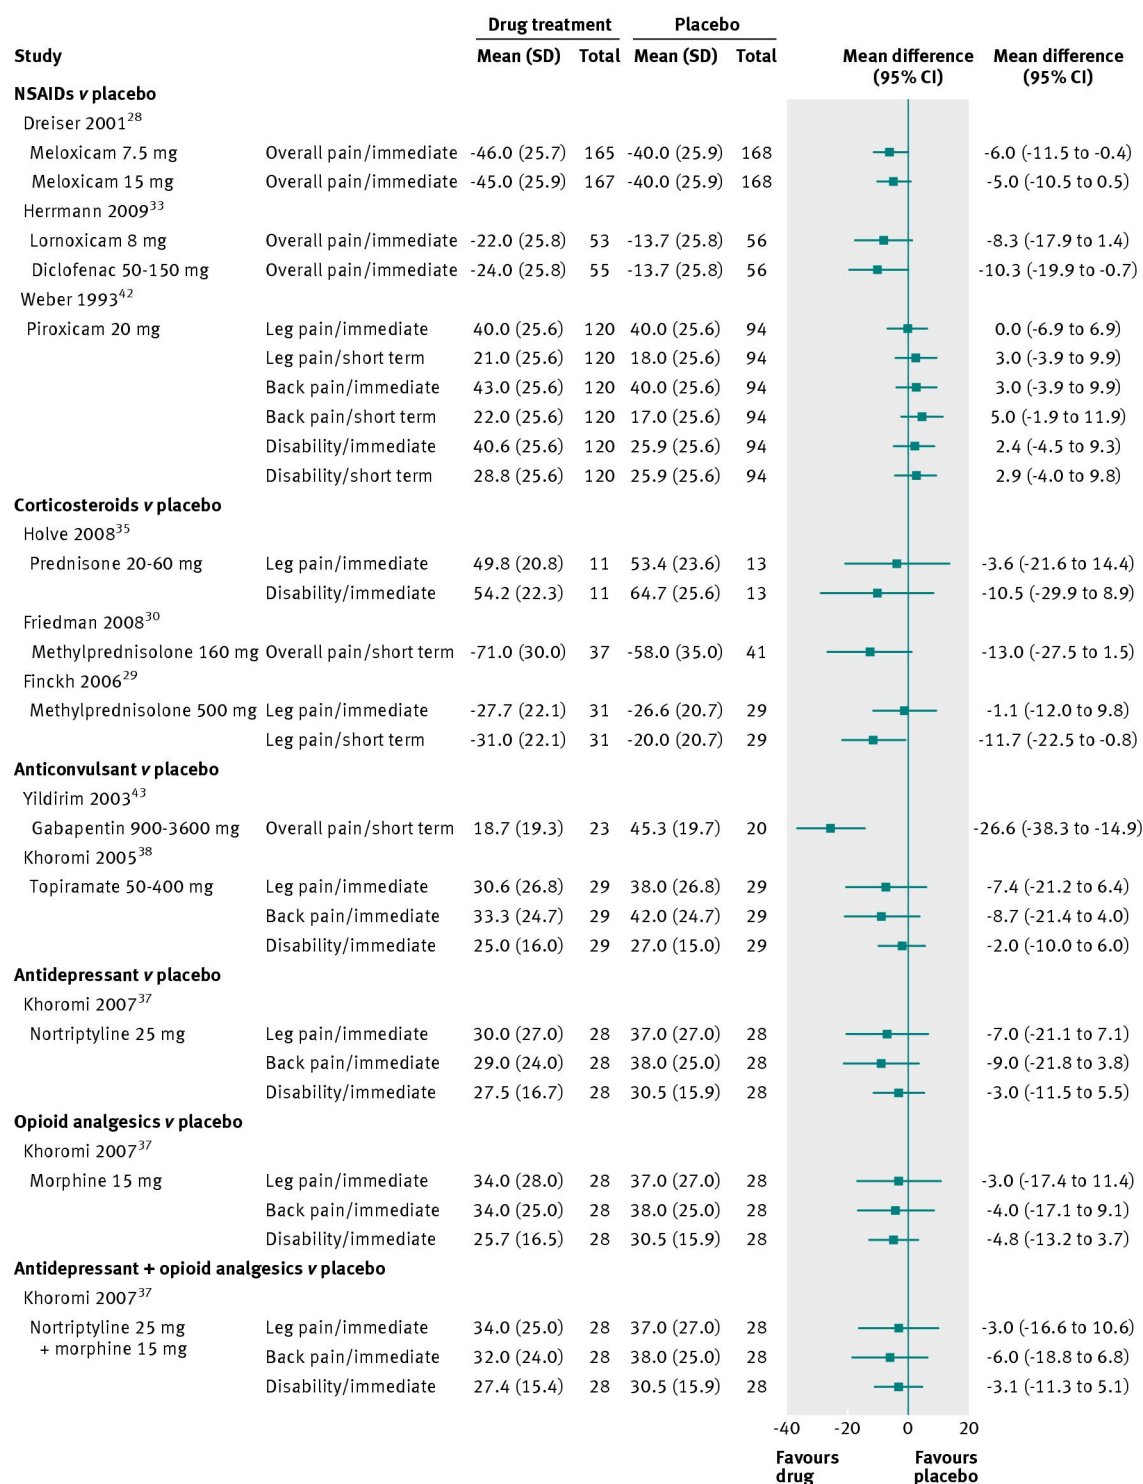 Drug treatment Placebo
Study Mean (SD) Total Mean (SD) Total Mean difference (95% CI) Mean difference (95% CI)
NSAIDs v placebo
Dreiser 2001²⁸
Meloxicam 7.5 mg Overall pain/immediate -46.0 (25.7) 165 -40.0 (25.9) 168 -6.0 (-11.5 to -0.4)
Meloxicam 15 mg Overall pain/immediate -45.0 (25.9) 167 -40.0 (25.9) 168 -5.0 (-10.5 to 0.5)
Herrmann 2009³³
Lornoxicam 8 mg Overall pain/immediate -22.0 (25.8) 53 -13.7 (25.8) 56 -8.3 (-17.9 to 1.4)
Diclofenac 50-150 mg Overall pain/immediate -24.0 (25.8) 55 -13.7 (25.8) 56 -10.3 (-19.9 to -0.7)
Weber 1993⁴²
Piroxicam 20 mg Leg pain/immediate 40.0 (25.6) 120 40.0 (25.6) 94 0.0 (-6.9 to 6.9)
Leg pain/short term 21.0 (25.6) 120 18.0 (25.6) 94 3.0 (-3.9 to 9.9)
Back pain/immediate 43.0 (25.6) 120 40.0 (25.6) 94 3.0 (-3.9 to 9.9)
Back pain/short term 22.0 (25.6) 120 17.0 (25.6) 94 5.0 (-1.9 to 11.9)
Disability/immediate 40.6 (25.6) 120 25.9 (25.6) 94 2.4 (-4.5 to 9.3)
Disability/short term 28.8 (25.6) 120 25.9 (25.6) 94 2.9 (-4.0 to 9.8)
Corticosteroids v placebo
Holve 2008³⁵
Prednisone 20-60 mg Leg pain/immediate 49.8 (20.8) 11 53.4 (23.6) 13 -3.6 (-21.6 to 14.4)
Disability/immediate 54.2 (22.3) 11 64.7 (25.6) 13 -10.5 (-29.9 to 8.9)
Friedman 2008³⁰
Methylprednisolone 160 mg Overall pain/short term -71.0 (30.0) 37 -58.0 (35.0) 41 -13.0 (-27.5 to 1.5)
Finckh 2006²⁹
Methylprednisolone 500 mg Leg pain/immediate -27.7 (22.1) 31 -26.6 (20.7) 29 -1.1 (-12.0 to 9.8)
Leg pain/short term -31.0 (22.1) 31 -20.0 (20.7) 29 -11.7 (-22.5 to -0.8)
Anticonvulsant v placebo
Yildirim 2003⁴³
Gabapentin 900-3600 mg Overall pain/short term 18.7 (19.3) 23 45.3 (19.7) 20 -26.6 (-38.3 to -14.9)
Khoromi 2005³⁸
Topiramate 50-400 mg Leg pain/immediate 30.6 (26.8) 29 38.0 (26.8) 29 -7.4 (-21.2 to 6.4)
Back pain/immediate 33.3 (24.7) 29 42.0 (24.7) 29 -8.7 (-21.4 to 4.0)
Disability/immediate 25.0 (16.0) 29 27.0 (15.0) 29 -2.0 (-10.0 to 6.0)
Antidepressant v placebo
Khoromi 2007³⁷
Nortriptyline 25 mg Leg pain/immediate 30.0 (27.0) 28 37.0 (27.0) 28 -7.0 (-21.1 to 7.1)
Back pain/immediate 29.0 (24.0) 28 38.0 (25.0) 28 -9.0 (-21.8 to 3.8)
Disability/immediate 27.5 (16.7) 28 30.5 (15.9) 28 -3.0 (-11.5 to 5.5)
Opioid analgesics v placebo
Khoromi 2007³⁷
Morphine 15 mg Leg pain/immediate 34.0 (28.0) 28 37.0 (27.0) 28 -3.0 (-17.4 to 11.4)
Back pain/immediate 34.0 (25.0) 28 38.0 (25.0) 28 -4.0 (-17.1 to 9.1)
Disability/immediate 25.7 (16.5) 28 30.5 (15.9) 28 -4.8 (-13.2 to 3.7)
Antidepressant + opioid analgesics v placebo
Khoromi 2007³⁷
Nortriptyline 25 mg Leg pain/immediate 34.0 (25.0) 28 37.0 (27.0) 28 -3.0 (-16.6 to 10.6)
+ morphine 15 mg Back pain/immediate 32.0 (24.0) 28 38.0 (25.0) 28 -6.0 (-18.8 to 6.8)
Disability/immediate 27.4 (15.4) 28 30.5 (15.9) 28 -3.1 (-11.3 to 5.1)
-40 -20 0 20
Favours drug Favours placebo